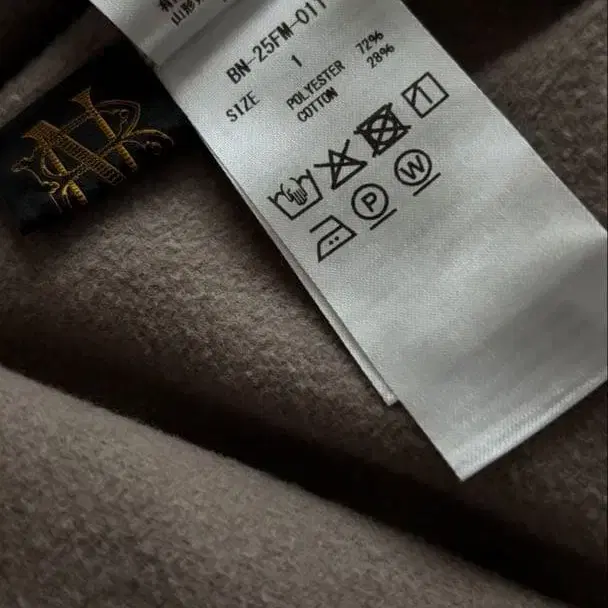 BN-25FM-011
SIZE 1
POLYESTER 72%
COTTON 28%
P
W